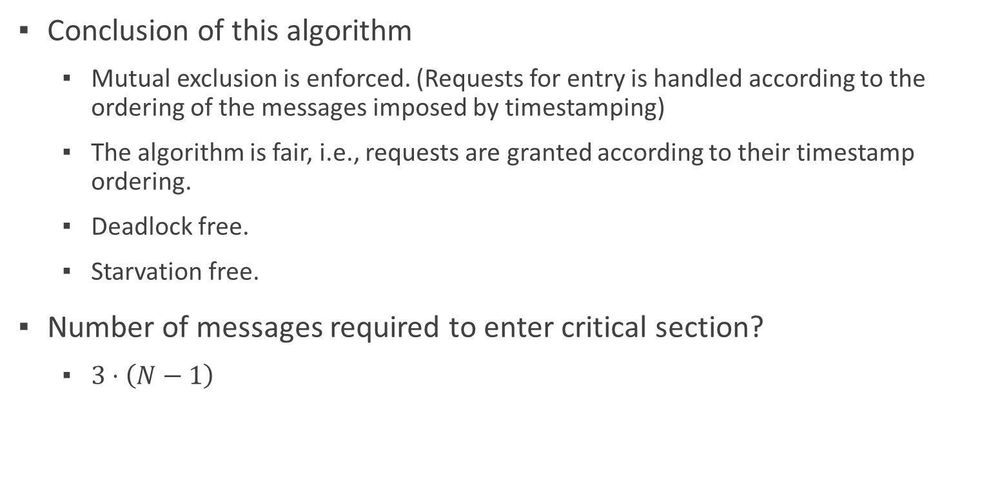 ▪ Conclusion of this algorithm
▪ Mutual exclusion is enforced. (Requests for entry is handled according to the
ordering of the messages imposed by timestamping)
▪ The algorithm is fair, i.e., requests are granted according to their timestamp
ordering.
▪ Deadlock free.
▪ Starvation free.
▪ Number of messages required to enter critical section?
▪ 3 · (N − 1)